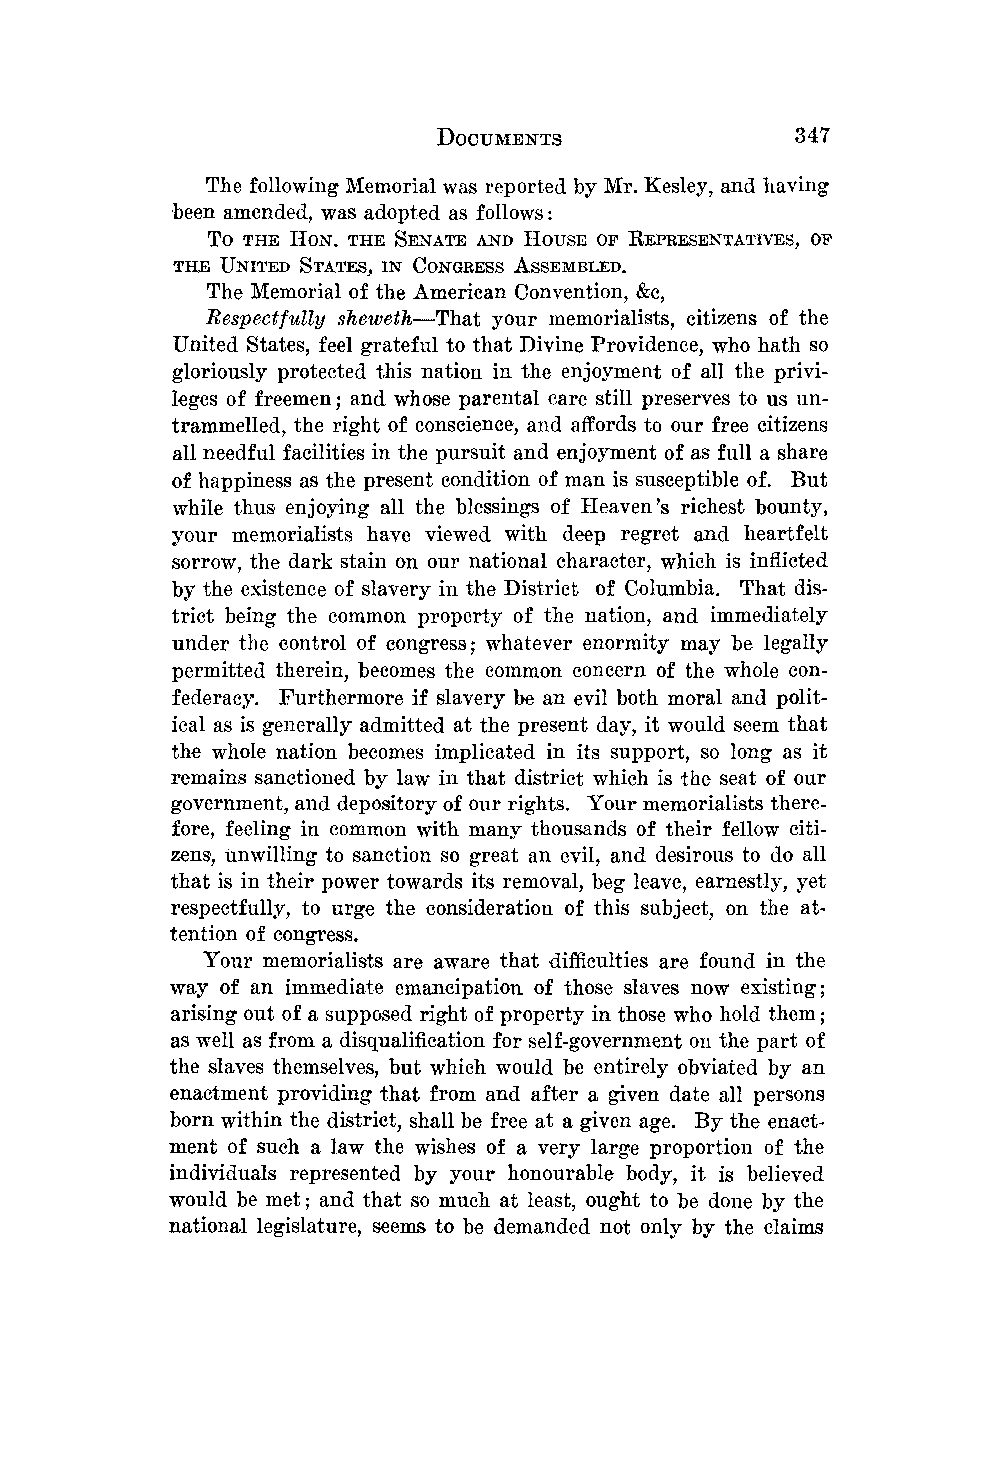 DOCUMENTS 347
The following Memorial was reported by Mr. Kesley, and having
been amended, was adopted as follows:
TO THE HON. THE SENATE AND HOUSE OF REPRESENTATIVES, OF
THE UNITED STATES, IN CONGRESS ASSEMBLED.
The Memorial of the American Convention, &c,
Respectfully sheweth—That your memorialists, citizens of the
United States, feel grateful to that Divine Providence, who hath so
gloriously protected this nation in the enjoyment of all the privi-
leges of freemen; and whose parental care still preserves to us un-
trammelled, the right of conscience, and affords to our free citizens
all needful facilities in the pursuit and enjoyment of as full a share
of happiness as the present condition of man is susceptible of. But
while thus enjoying all the blessings of Heaven's richest bounty,
your memorialists have viewed with deep regret and heartfelt
sorrow, the dark stain on our national character, which is inflicted
by the existence of slavery in the District of Columbia. That dis-
trict being the common property of the nation, and immediately
under the control of congress; whatever enormity may be legally
permitted therein, becomes the common concern of the whole con-
federacy. Furthermore if slavery be an evil both moral and polit-
ical as is generally admitted at the present day, it would seem that
the whole nation becomes implicated in its support, so long as it
remains sanctioned by law in that district which is the seat of our
government, and depository of our rights. Your memorialists there-
fore, feeling in common with many thousands of their fellow citi-
zens, unwilling to sanction so great an evil, and desirous to do all
that is in their power towards its removal, beg leave, earnestly, yet
respectfully, to urge the consideration of this subject, on the at-
tention of congress.
Your memorialists are aware that difficulties are found in the
way of an immediate emancipation of those slaves now existing;
arising out of a supposed right of property in those who hold them;
as well as from a disqualification for self-government on the part of
the slaves themselves, but which would be entirely obviated by an
enactment providing that from and after a given date all persons
born within the district, shall be free at a given age. By the enact-
ment of such a law the wishes of a very large proportion of the
individuals represented by your honourable body, it is believed
would be met; and that so much at least, ought to be done by the
national legislature, seems to be demanded not only by the claims